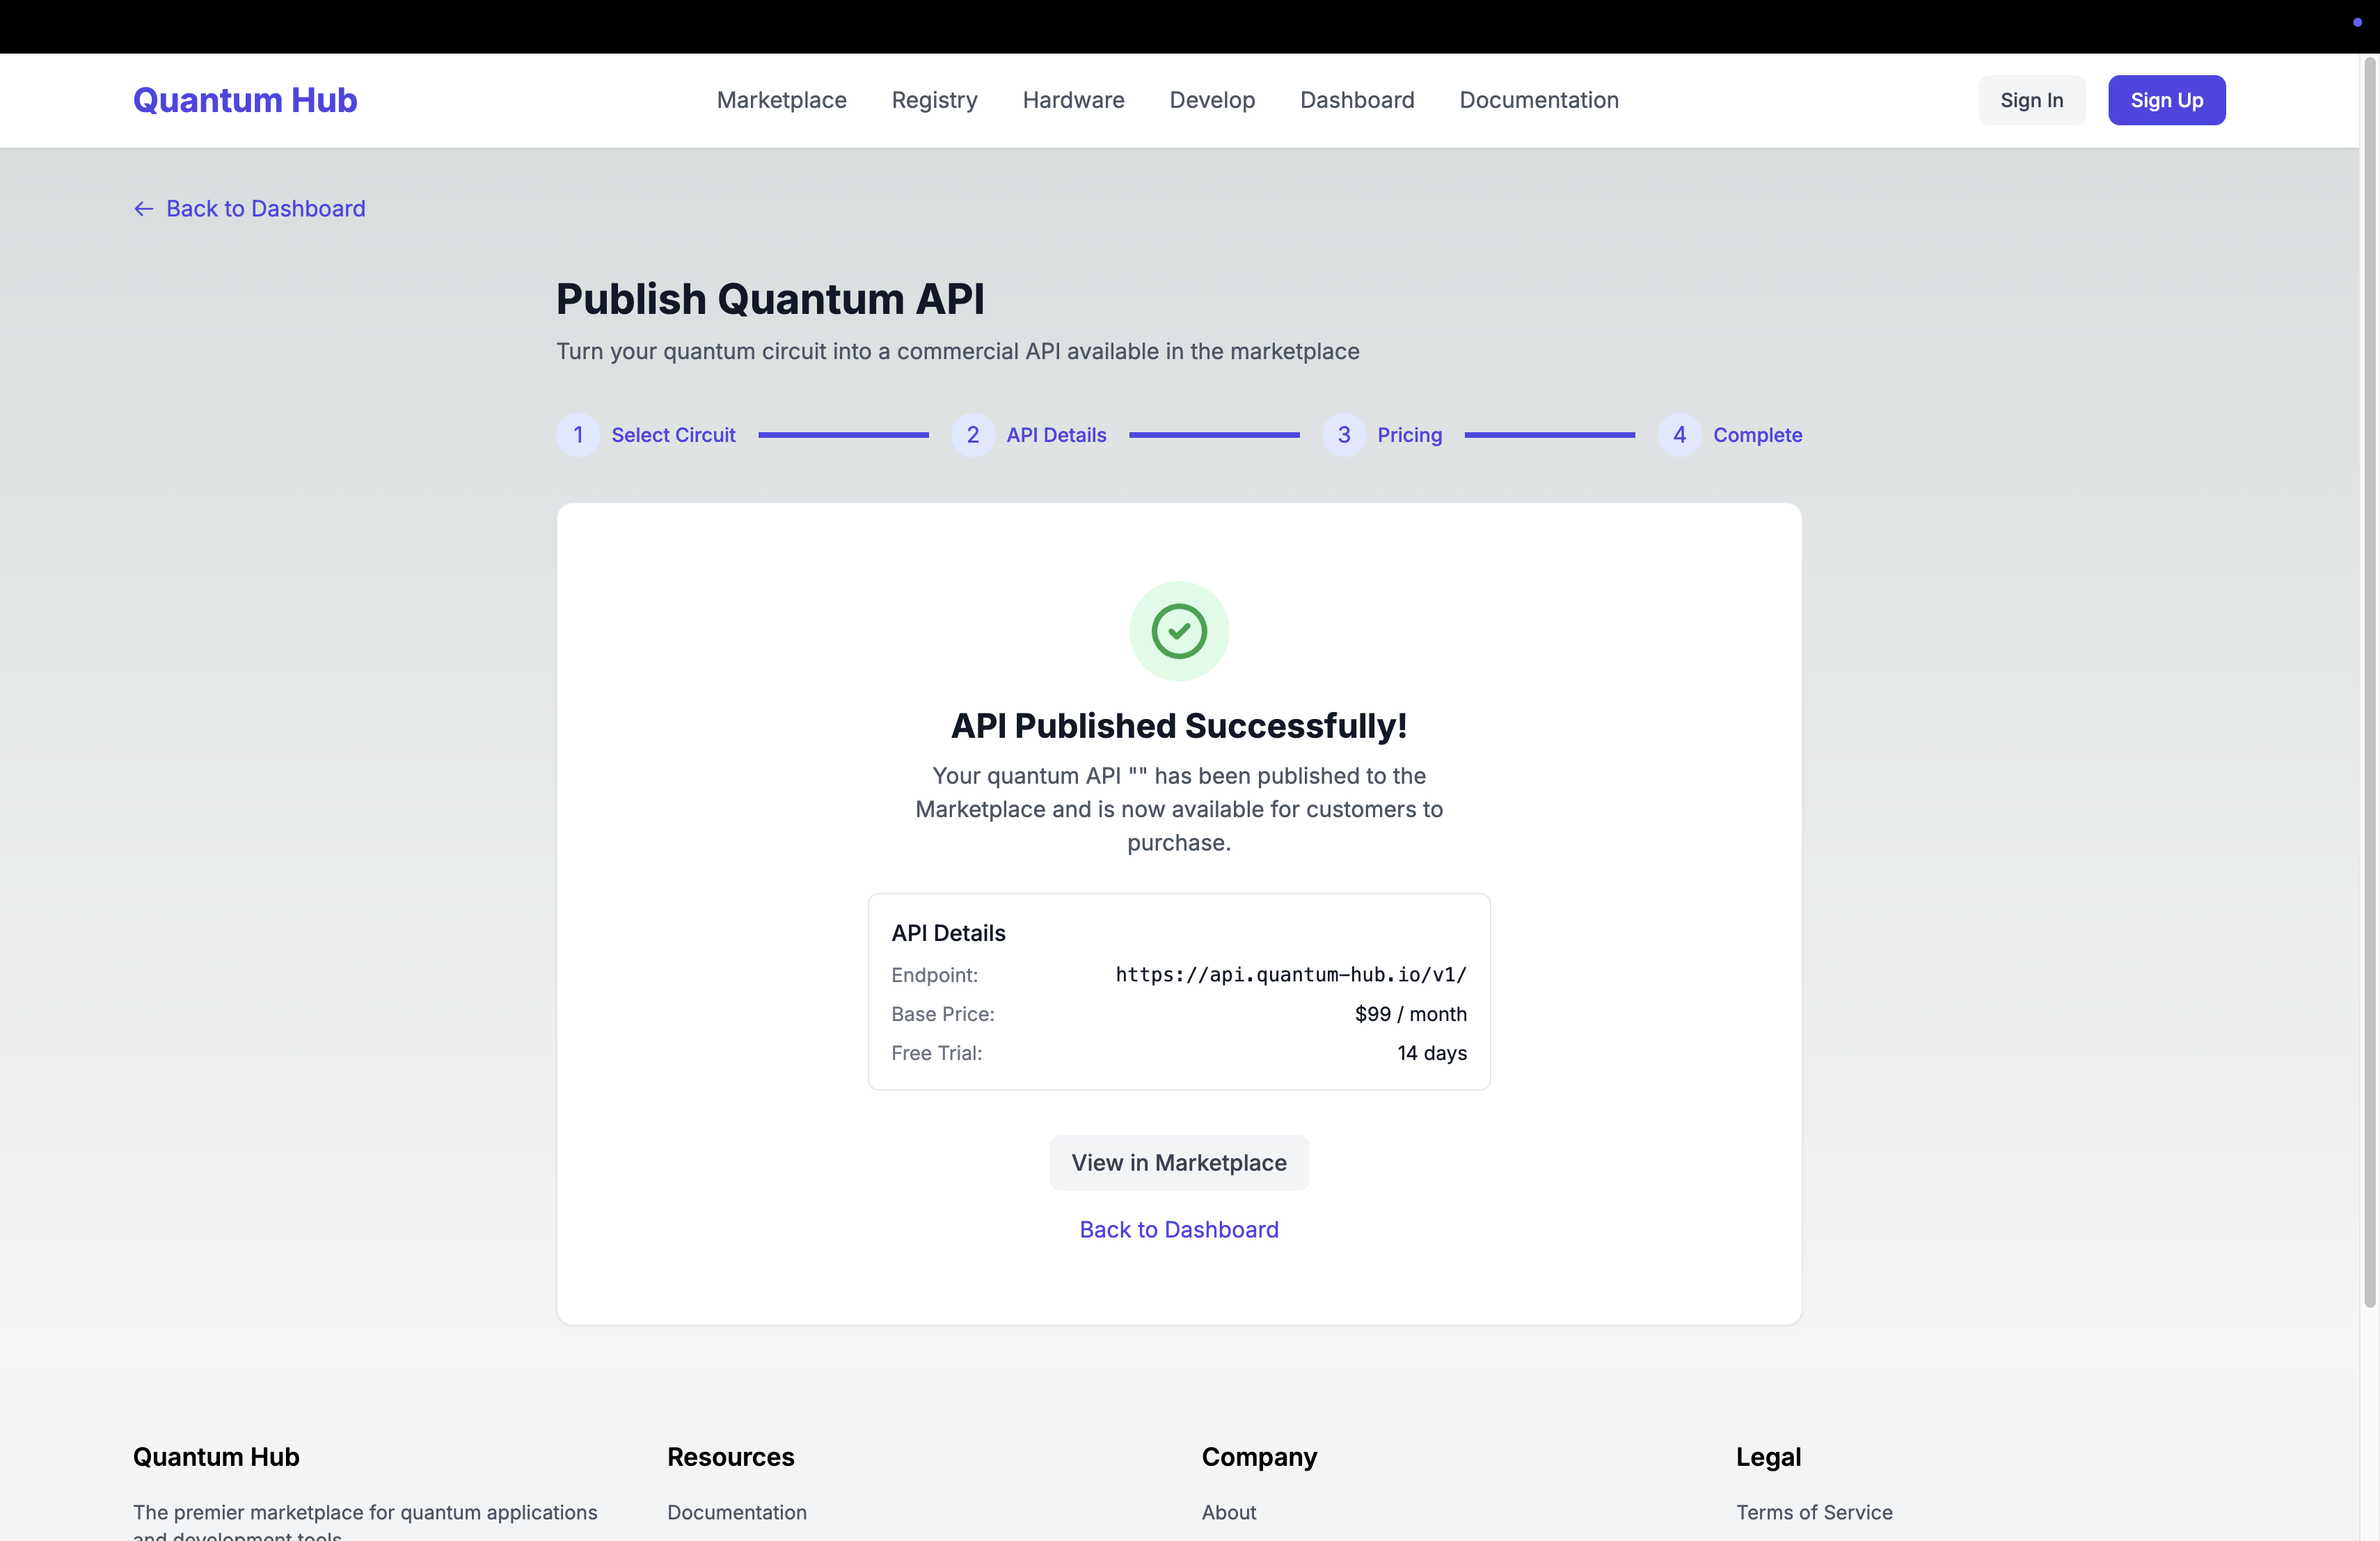 Quantum Hub
Marketplace
Registry
Hardware
Develop
Dashboard
Documentation
Sign In
Sign Up
← Back to Dashboard
Publish Quantum API
Turn your quantum circuit into a commercial API available in the marketplace
1 Select Circuit
2 API Details
3 Pricing
4 Complete
API Published Successfully!
Your quantum API "" has been published to the
Marketplace and is now available for customers to
purchase.
API Details
Endpoint: https://api.quantum-hub.io/v1/
Base Price: $99 / month
Free Trial: 14 days
View in Marketplace
Back to Dashboard
Quantum Hub
The premier marketplace for quantum applications
and development tools
Resources
Documentation
Company
About
Legal
Terms of Service